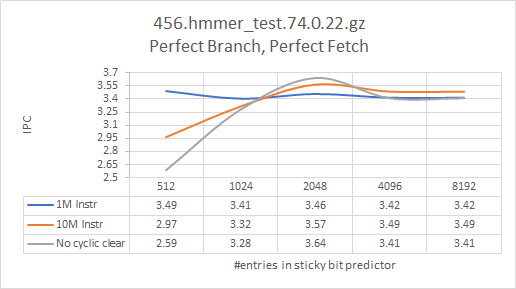 456.hmmer_test.74.0.22.gz
Perfect Branch, Perfect Fetch
3.7
3.55
3.4
3.25
3.1
2.95
2.8
2.65
2.5
IPC
512 1024 2048 4096 8192
1M Instr 3.49 3.41 3.46 3.42 3.42
10M Instr 2.97 3.32 3.57 3.49 3.49
No cyclic clear 2.59 3.28 3.64 3.41 3.41
#entries in sticky bit predictor